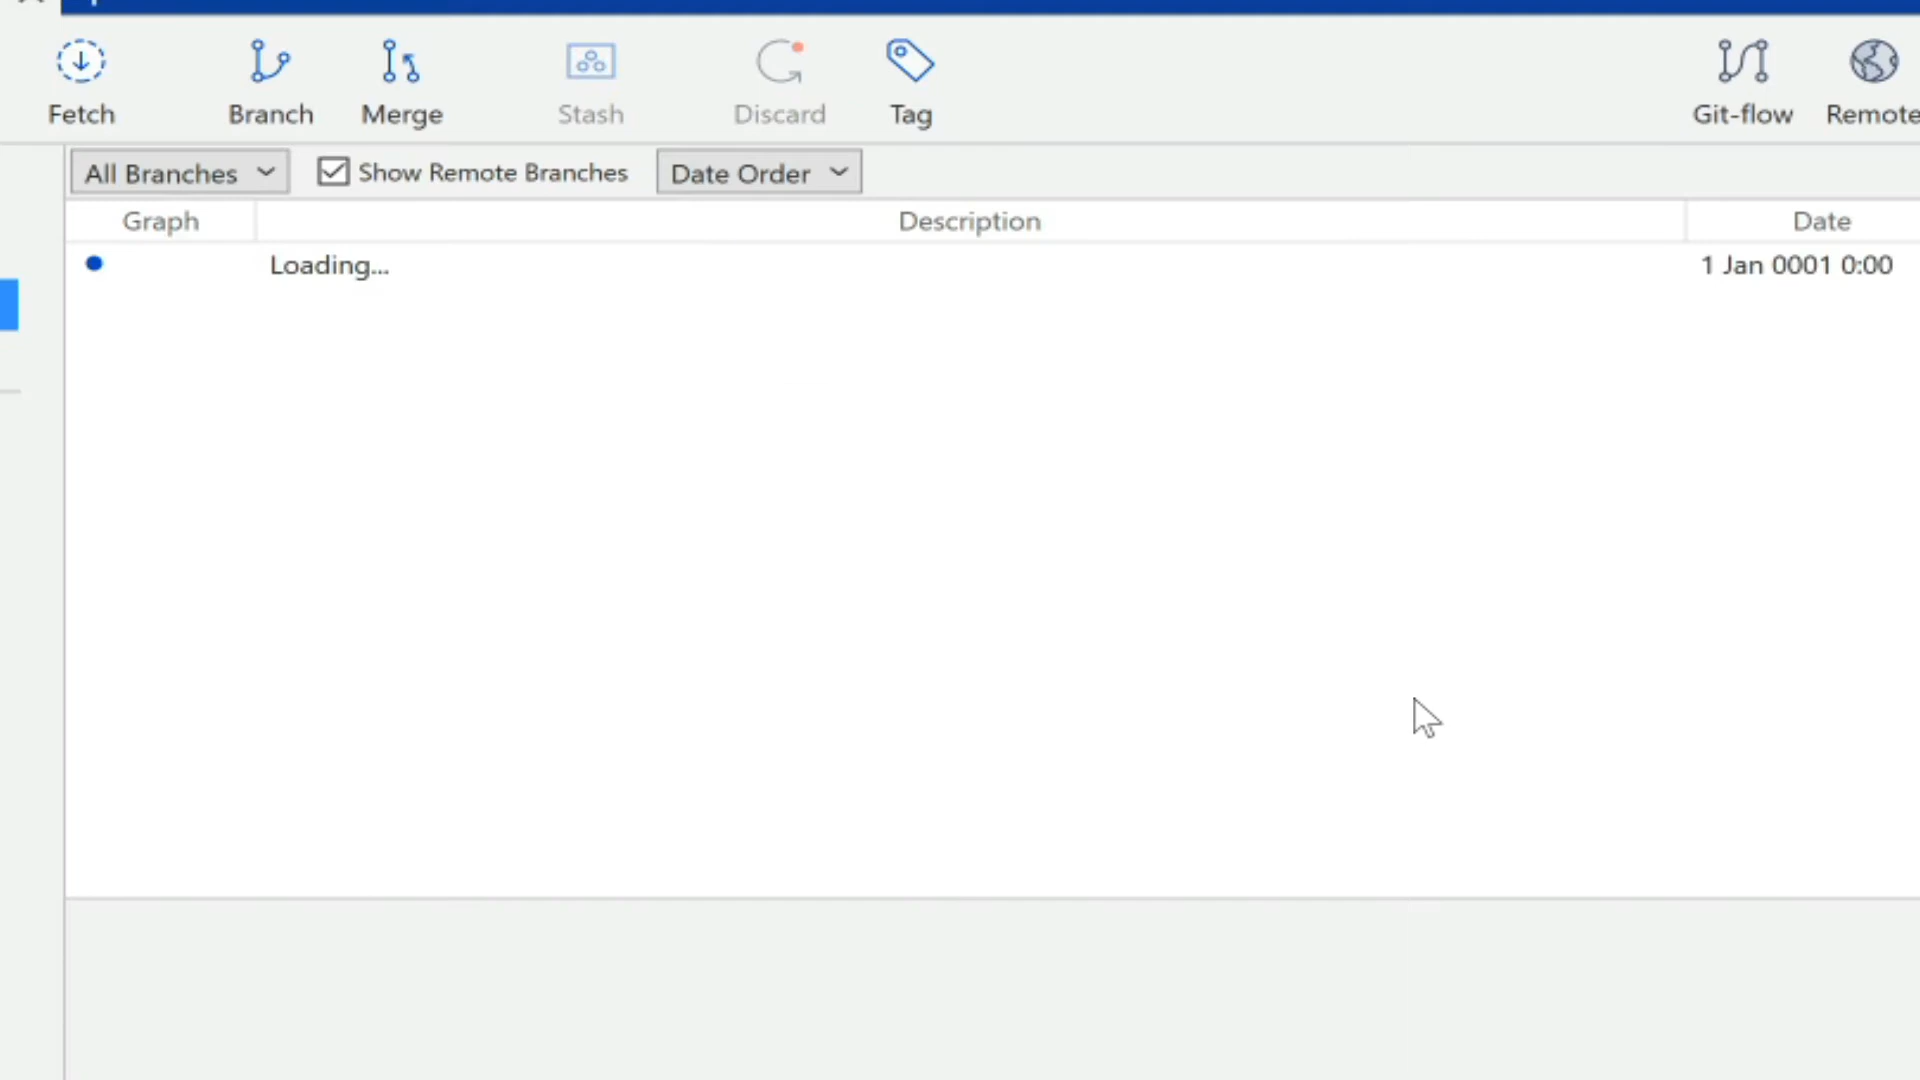 Fetch Branch Merge Stash Discard Tag Git-flow Remote
All Branches Show Remote Branches Date Order
Graph Description Date
Loading... 1 Jan 0001 0:00